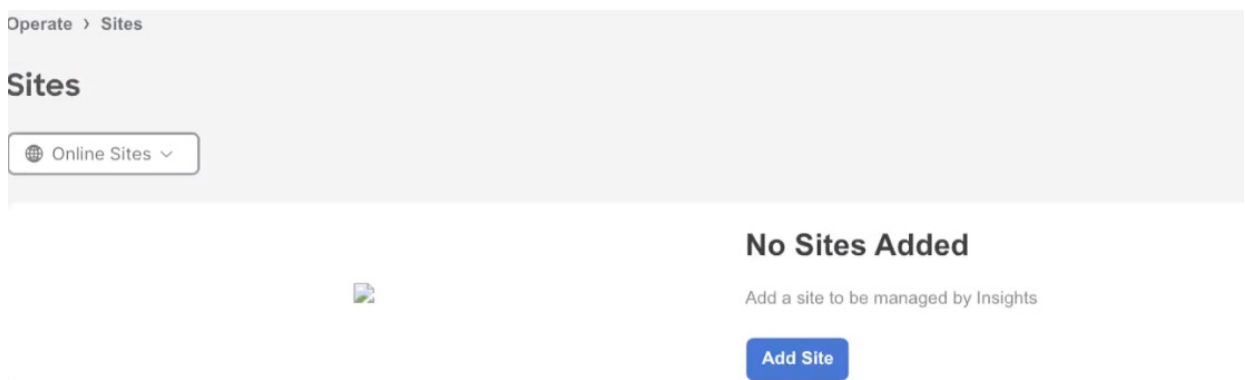 Operate > Sites
Sites
Online Sites
No Sites Added
Add a site to be managed by Insights
Add Site